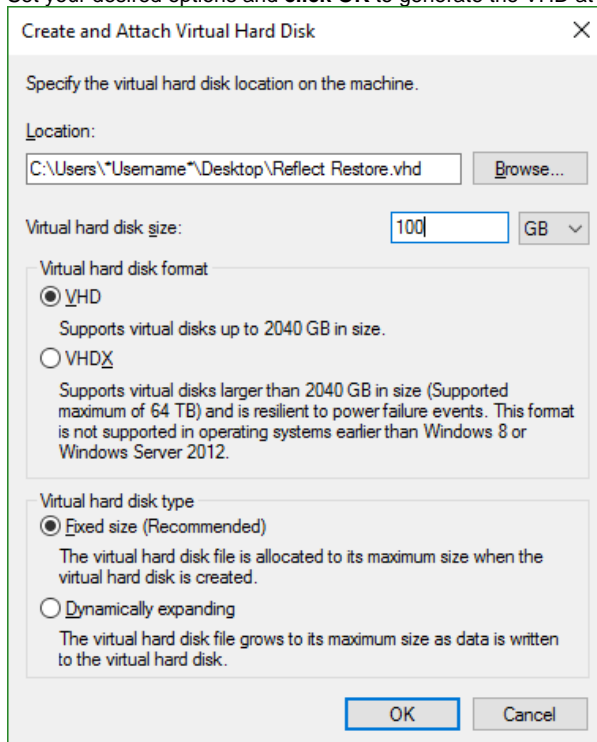 Set your desired options and click OK to generate the VHD at
Create and Attach Virtual Hard Disk
Specify the virtual hard disk location on the machine.
Location:
C:\Users\*Username*\Desktop\Reflect Restore.vhd
Browse...
Virtual hard disk size:
100
GB
Virtual hard disk format
VHD
Supports virtual disks up to 2040 GB in size.
VHDX
Supports virtual disks larger than 2040 GB in size (Supported
maximum of 64 TB) and is resilient to power failure events. This format
is not supported in operating systems earlier than Windows 8 or
Windows Server 2012.
Virtual hard disk type
Fixed size (Recommended)
The virtual hard disk file is allocated to its maximum size when the
virtual hard disk is created.
Dynamically expanding
The virtual hard disk file grows to its maximum size as data is written
to the virtual hard disk.
OK
Cancel